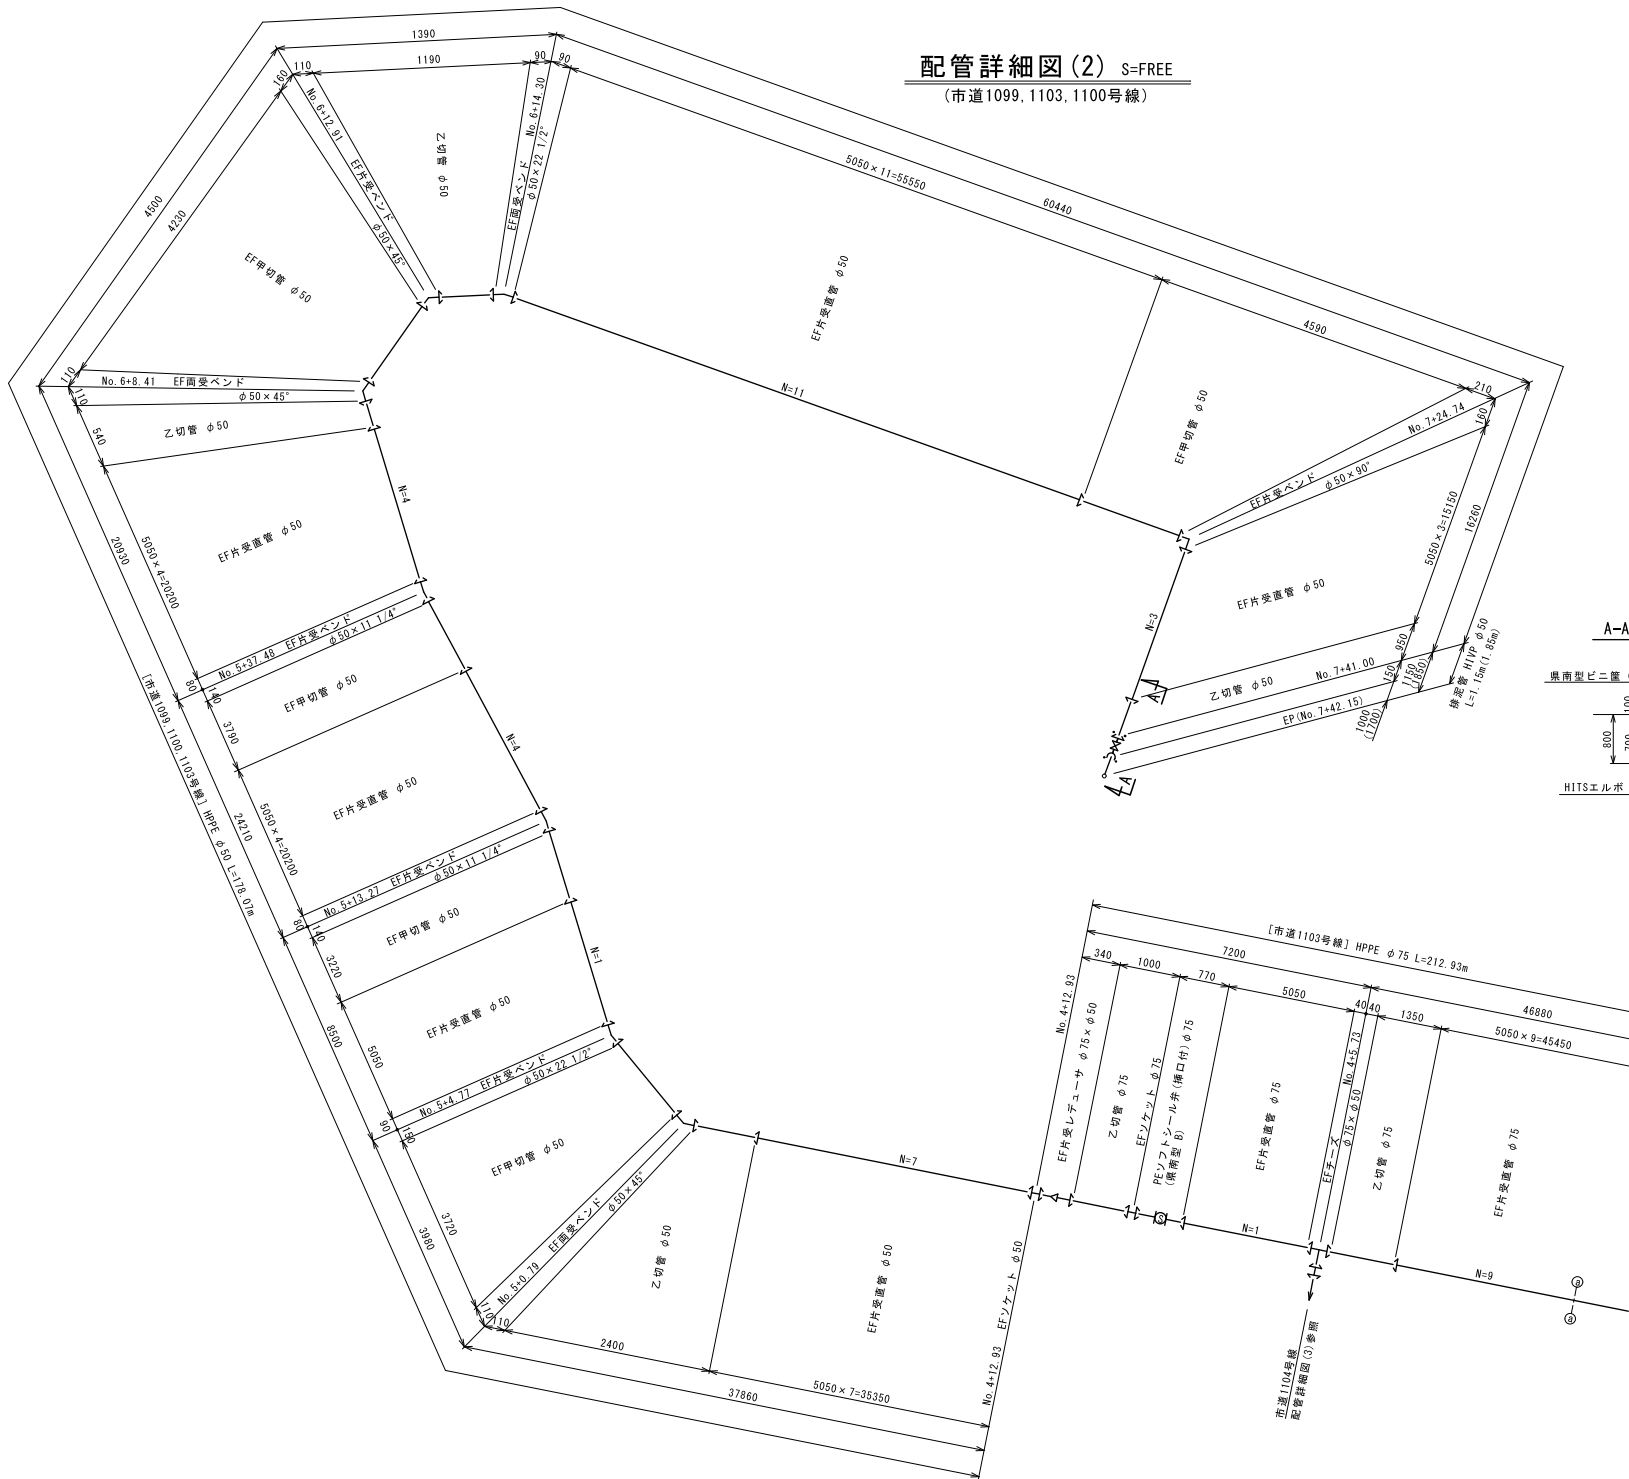 配管詳細図(2) S=FREE
(市道1099,1103,1100号線)
1390
110
1190
90
90
160
No.6+12.91 EF片受ベンド
φ50×45°
乙切管 φ50
No.6+14.30
EF両受ベンド
φ50×22 1/2°
5050×11=55550
60440
4500
4230
EF甲切管 φ50
EF片受直管 φ50
N=11
4590
EF甲切管 φ50
210
No.7+24.74
160
EF片受ベンド φ50×90°
110
No.6+8.41 EF両受ベンド
φ50×45°
110
乙切管 φ50
540
N=4
EF片受直管 φ50
5050×4=20200
20930
5050×3=15150
16260
EF片受直管 φ50
N=3
950
No.7+41.00
乙切管 φ50
150
1150
(1850)
EP(No.7+42.15)
1000
(1700)
排泥管 HIVP φ50
L=1.15m(1.85m)
A
A
A-A
県南型ビニ筺
100
800
700
HITSエルボ
No.5+37.48 EF片受ベンド
φ50×11 1/4°
80
140
EF甲切管 φ50
3790
[市道1099,1100,1103号線] HPPE φ50 L=178.07m
N=4
EF片受直管 φ50
24210
5050×4=20200
No.5+13.27 EF片受ベンド
φ50×11 1/4°
80
140
EF甲切管 φ50
3220
N=1
EF片受直管 φ50
8500
5050
No.5+4.77 EF片受ベンド
φ50×22 1/2°
90
150
EF甲切管 φ50
3720
3980
No.5+0.79 EF両受ベンド
φ50×45°
110
110
乙切管 φ50
2400
N=7
EF片受直管 φ50
5050×7=35350
37860
No.4+12.93 EFソケット φ50
[市道1103号線] HPPE φ75 L=212.93m
7200
340
1000
770
5050
40
40
1350
46880
5050×9=45450
No.4+12.93
EF片受レデューサ φ75×φ50
乙切管 φ75
EFソケット φ75
PEソフトシール弁(挿口付)φ75
(県南型 B)
EF片受直管 φ75
No.4+5.73
EFチーズ φ75×φ50
乙切管 φ75
EF片受直管 φ75
S
N=1
N=9
a
a
市道1104号線
配管詳細図(3)参照